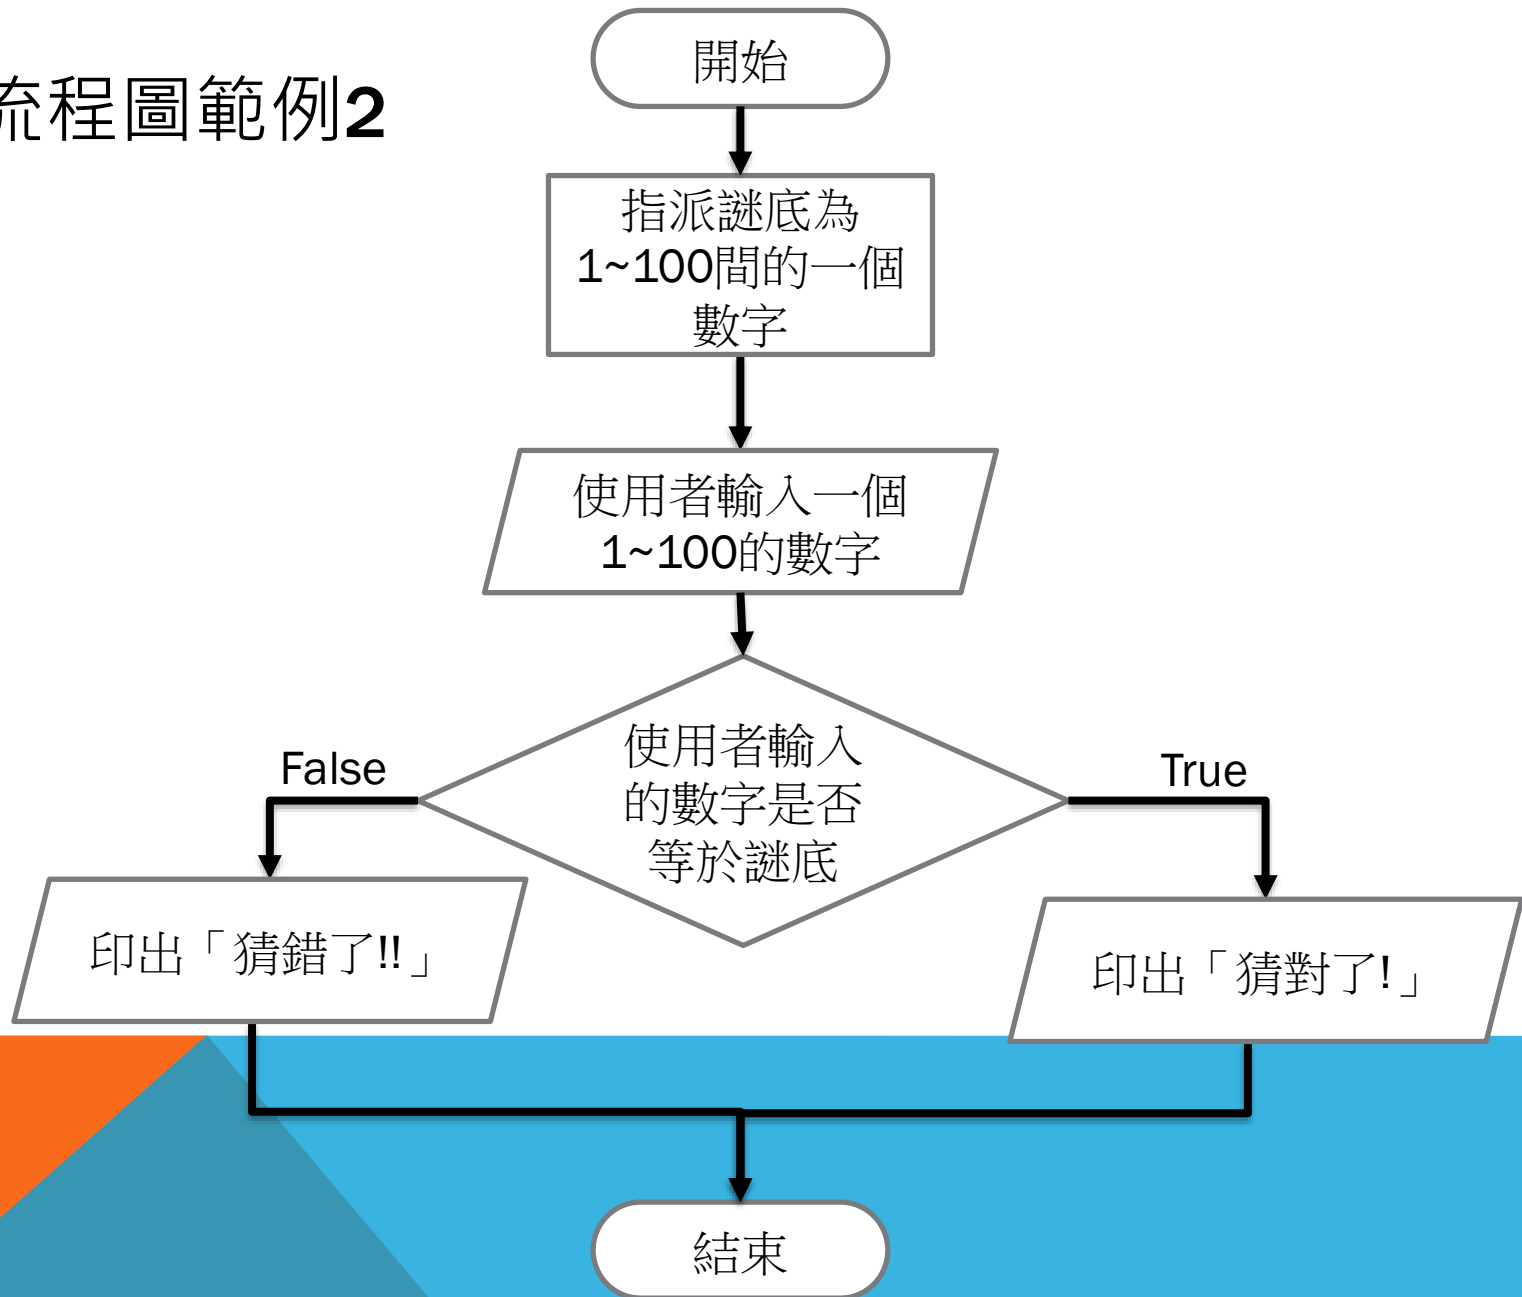 流程圖範例2
開始
指派謎底為
1~100間的一個
數字
使用者輸入一個
1~100的數字
使用者輸入
的數字是否
等於謎底
False
True
印出「猜錯了!!」
印出「猜對了!」
結束